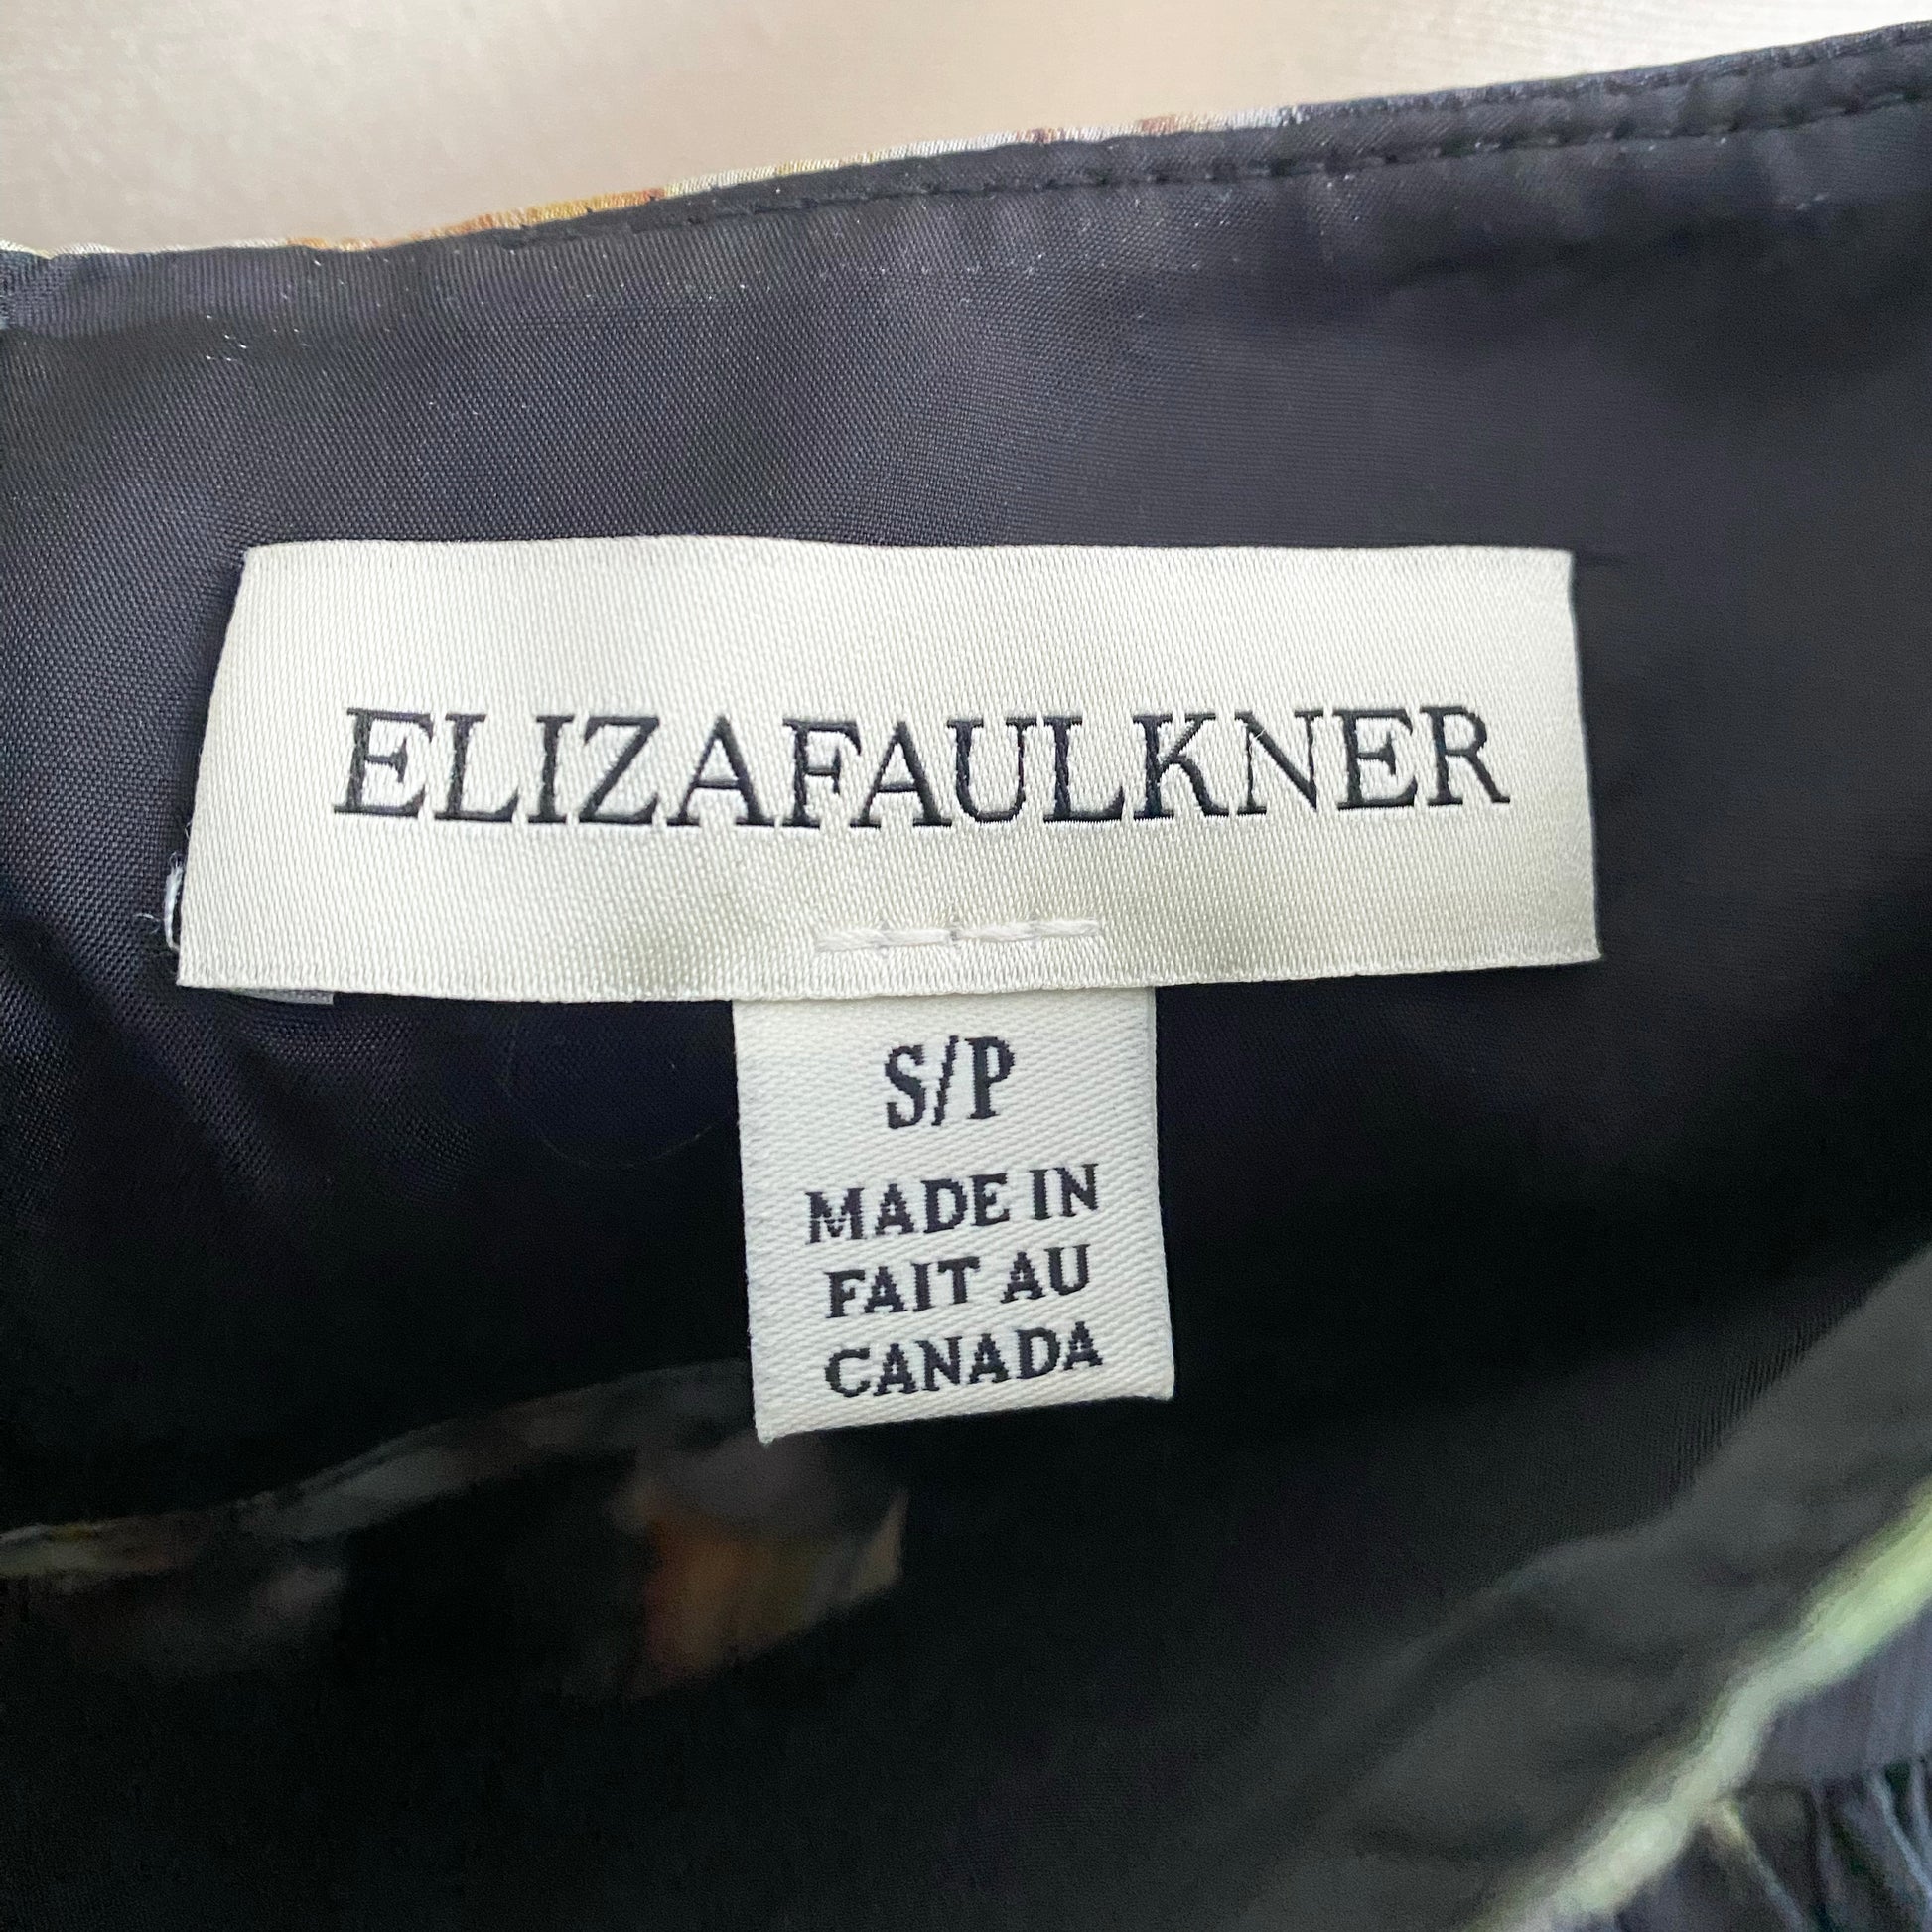 ELIZAFAULKNER
S/P
MADE IN
FAIT AU
CANADA